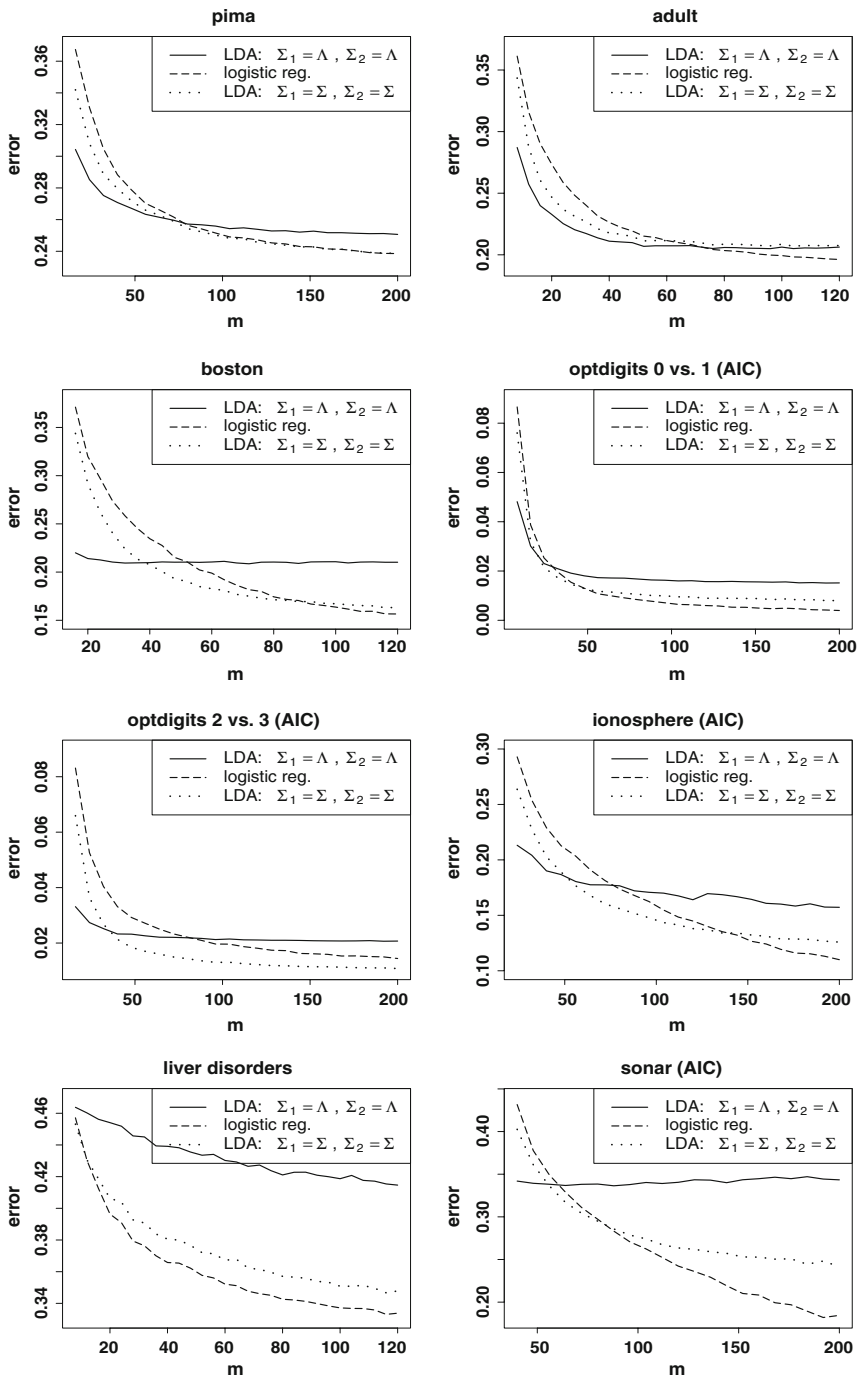 pima
LDA: Σ₁ = Λ , Σ₂ = Λ
logistic reg.
LDA: Σ₁ = Σ , Σ₂ = Σ
error
0.24 0.28 0.32 0.36
50 100 150 200
m
adult
LDA: Σ₁ = Λ , Σ₂ = Λ
logistic reg.
LDA: Σ₁ = Σ , Σ₂ = Σ
error
0.20 0.25 0.30 0.35
20 40 60 80 100 120
m
boston
LDA: Σ₁ = Λ , Σ₂ = Λ
logistic reg.
LDA: Σ₁ = Σ , Σ₂ = Σ
error
0.15 0.20 0.25 0.30 0.35
20 40 60 80 100 120
m
optdigits 0 vs. 1 (AIC)
LDA: Σ₁ = Λ , Σ₂ = Λ
logistic reg.
LDA: Σ₁ = Σ , Σ₂ = Σ
error
0.00 0.02 0.04 0.06 0.08
50 100 150 200
m
optdigits 2 vs. 3 (AIC)
LDA: Σ₁ = Λ , Σ₂ = Λ
logistic reg.
LDA: Σ₁ = Σ , Σ₂ = Σ
error
0.02 0.04 0.06 0.08
50 100 150 200
m
ionosphere (AIC)
LDA: Σ₁ = Λ , Σ₂ = Λ
logistic reg.
LDA: Σ₁ = Σ , Σ₂ = Σ
error
0.10 0.15 0.20 0.25 0.30
50 100 150 200
m
liver disorders
LDA: Σ₁ = Λ , Σ₂ = Λ
logistic reg.
LDA: Σ₁ = Σ , Σ₂ = Σ
error
0.34 0.38 0.42 0.46
20 40 60 80 100 120
m
sonar (AIC)
LDA: Σ₁ = Λ , Σ₂ = Λ
logistic reg.
LDA: Σ₁ = Σ , Σ₂ = Σ
error
0.20 0.30 0.40
50 100 150 200
m